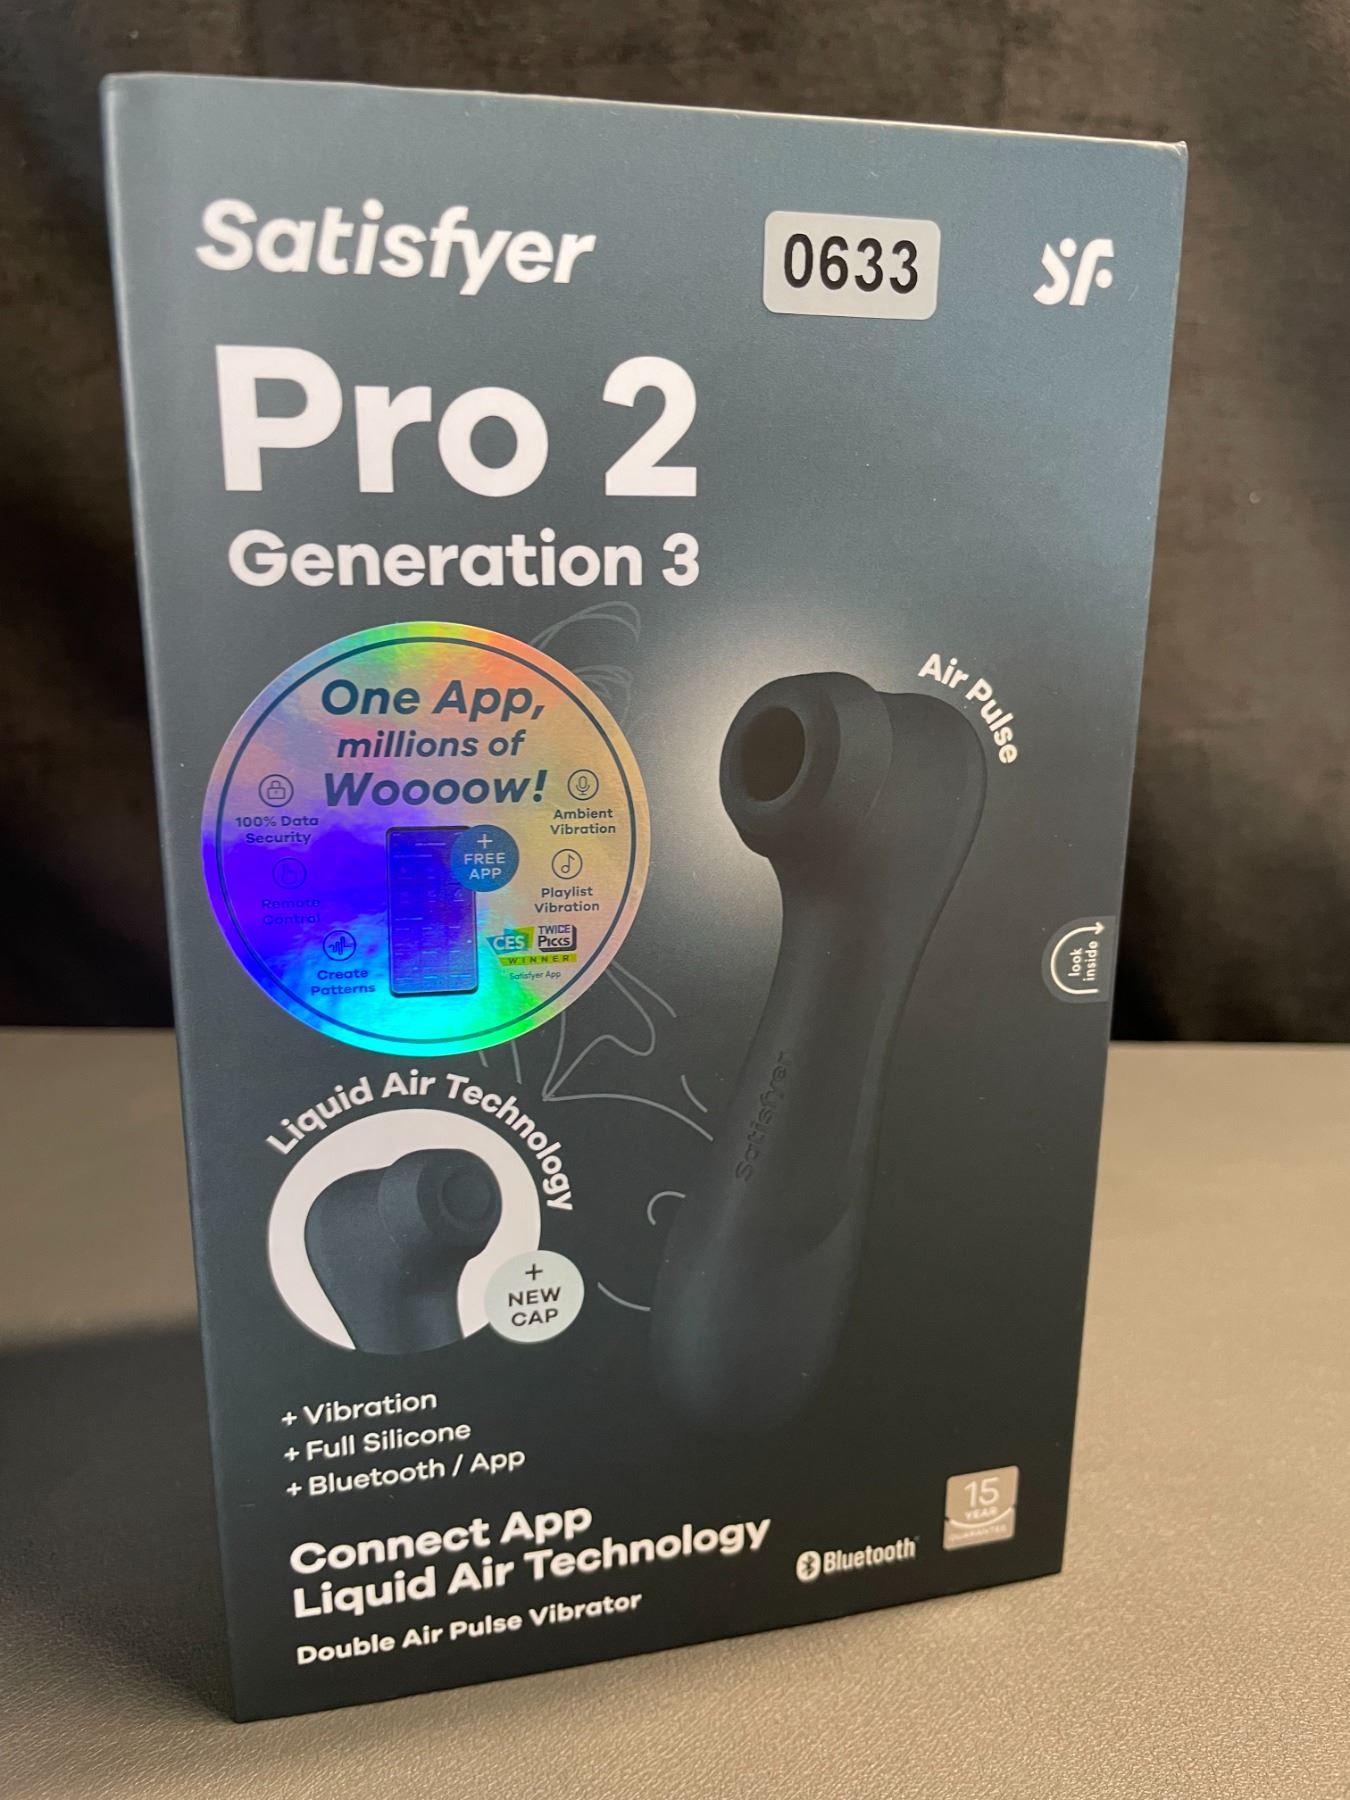 Satisfyer
0633
SF
Pro 2
Generation 3
One App,
millions of
Woooow!
100% Data
Security
Ambient
Vibration
+
FREE
APP
Remote
Control
Playlist
Vibration
Create
Patterns
CES
TWICE
PICKS
WINNER
Satisfyer App
Air Pulse
look
inside
Satisfyer
Liquid Air Technology
+
NEW
CAP
+ Vibration
+ Full Silicone
+ Bluetooth / App
Connect App
Liquid Air Technology
Double Air Pulse Vibrator
Bluetooth
15
YEAR
GUARANTEE